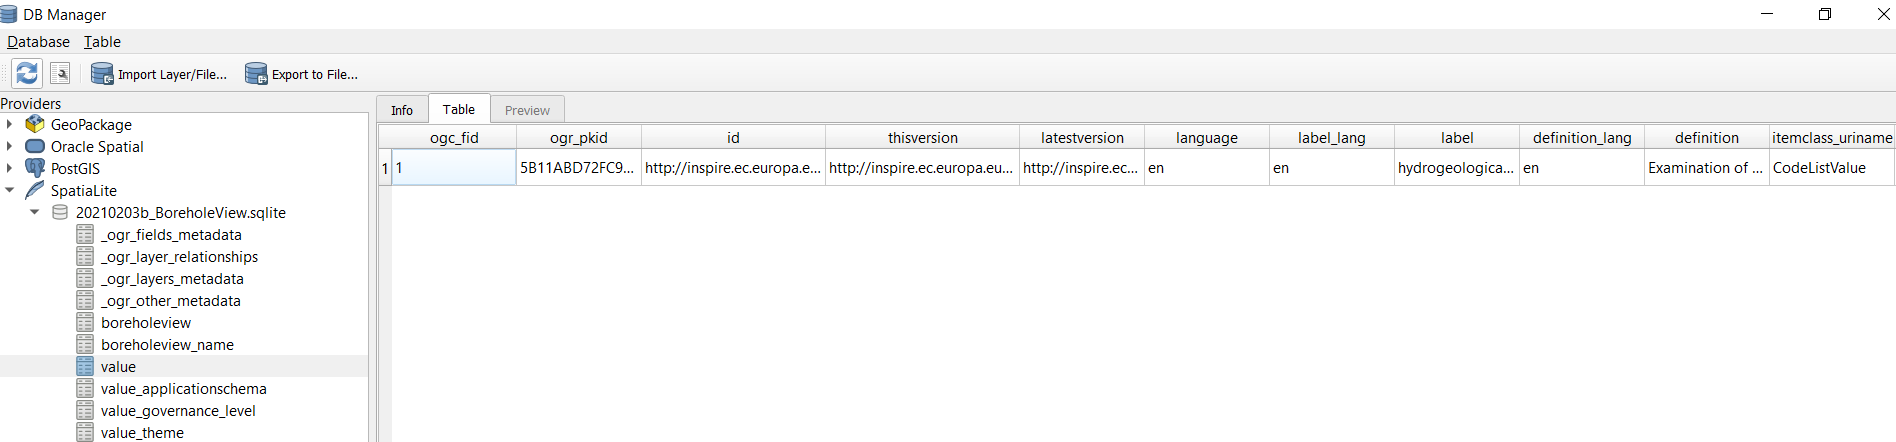 DB Manager
Database Table
Import Layer/File... Export to File...
Providers
GeoPackage
Oracle Spatial
PostGIS
SpatiaLite
20210203b_BoreholeView.sqlite
_ogr_fields_metadata
_ogr_layer_relationships
_ogr_layers_metadata
_ogr_other_metadata
boreholeview
boreholeview_name
value
value_applicationschema
value_governance_level
value_theme
Info Table Preview
ogc_fid ogr_pkid id thisversion latestversion language label_lang label definition_lang definition itemclass_uriname
1 1 5B11ABD72FC9... http://inspire.ec.europa.e... http://inspire.ec.europa.eu... http://inspire.ec... en en hydrogeologica... en Examination of ... CodeListValue